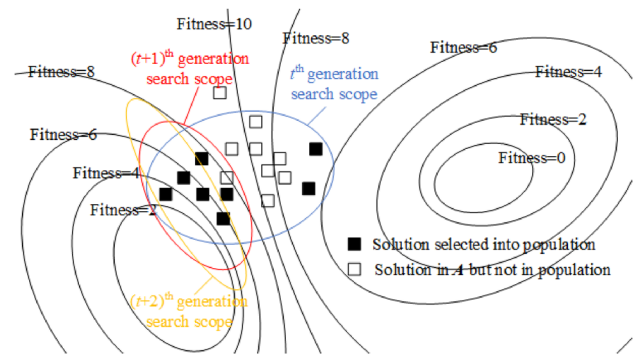 Fitness=10
Fitness=8
Fitness=6
(t+1)th generation
search scope
tth generation
search scope
Fitness=8
Fitness=4
Fitness=2
Fitness=6
Fitness=0
Fitness=4
Fitness=2
Solution selected into population
Solution in A but not in population
(t+2)th generation
search scope